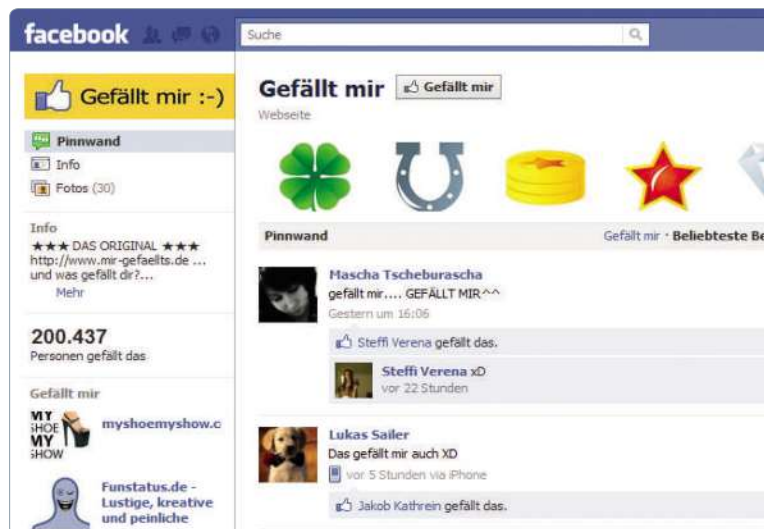 facebook
Suche
Gefällt mir :-)
Pinnwand
Info
Fotos (30)
Info
★★★ DAS ORIGINAL ★★★
http://www.mir-gefaellts.de ...
und was gefällt dir?...
Mehr
200.437
Personen gefällt das
Gefällt mir
MY
SHOE
MY
SHOW
myshoemyshow.c
Funstatus.de -
Lustige, kreative
und peinliche
Gefällt mir
Gefällt mir
Webseite
Pinnwand
Gefällt mir · Beliebteste Be
Mascha Tscheburascha
gefällt mir.... GEFÄLLT MIR^^
Gestern um 16:06
Steffi Verena gefällt das.
Steffi Verena xD
vor 22 Stunden
Lukas Sailer
Das gefällt mir auch XD
vor 5 Stunden via iPhone
Jakob Kathrein gefällt das.